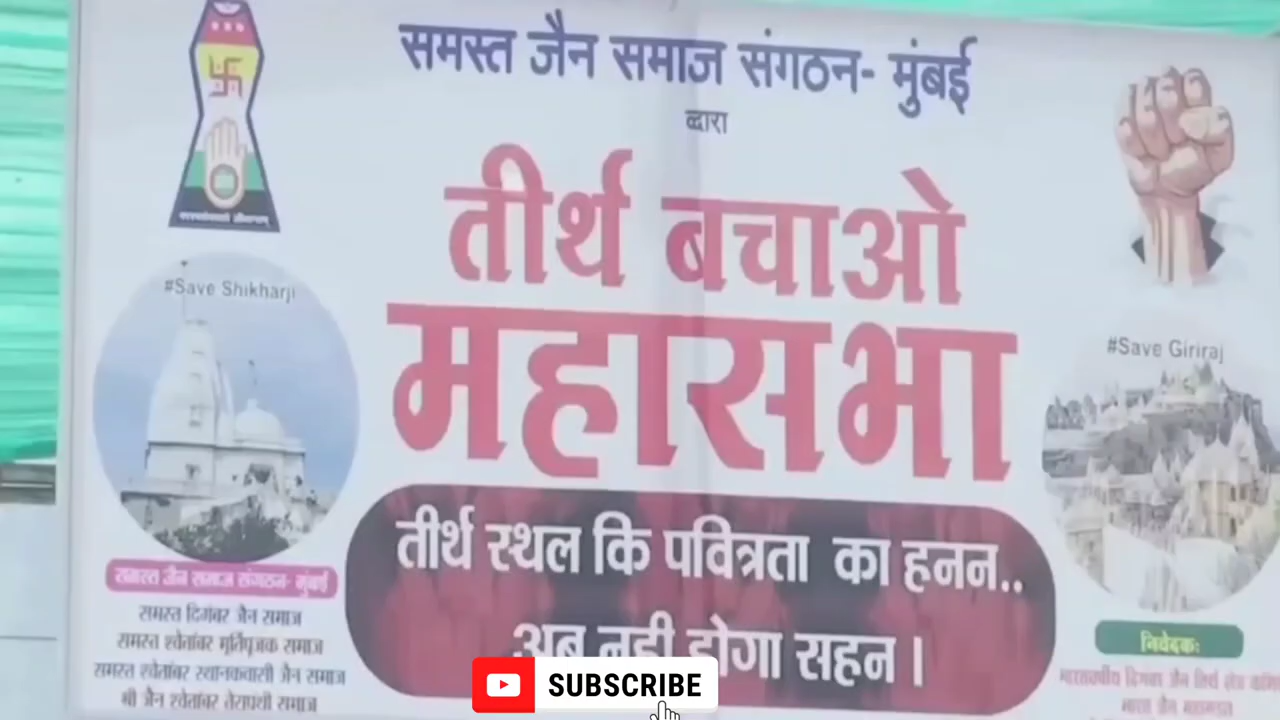 समस्त जैन समाज संगठन- मुंबई
व्दारा
तीर्थ बचाओ
महासभा
तीर्थ स्थल कि पवित्रता का हनन..
अब नही होगा सहन।
#Save Shikharji
समस्त जैन समाज संगठन- मुंबई
समस्त दिगंबर जैन समाज
समस्त श्वेतांबर मूर्तिपूजक समाज
समस्त श्वेतांबर स्थानकवासी जैन समाज
श्री जैन श्वेतांबर तेरापंथी समाज
#Save Giriraj
निवेदक:
SUBSCRIBE